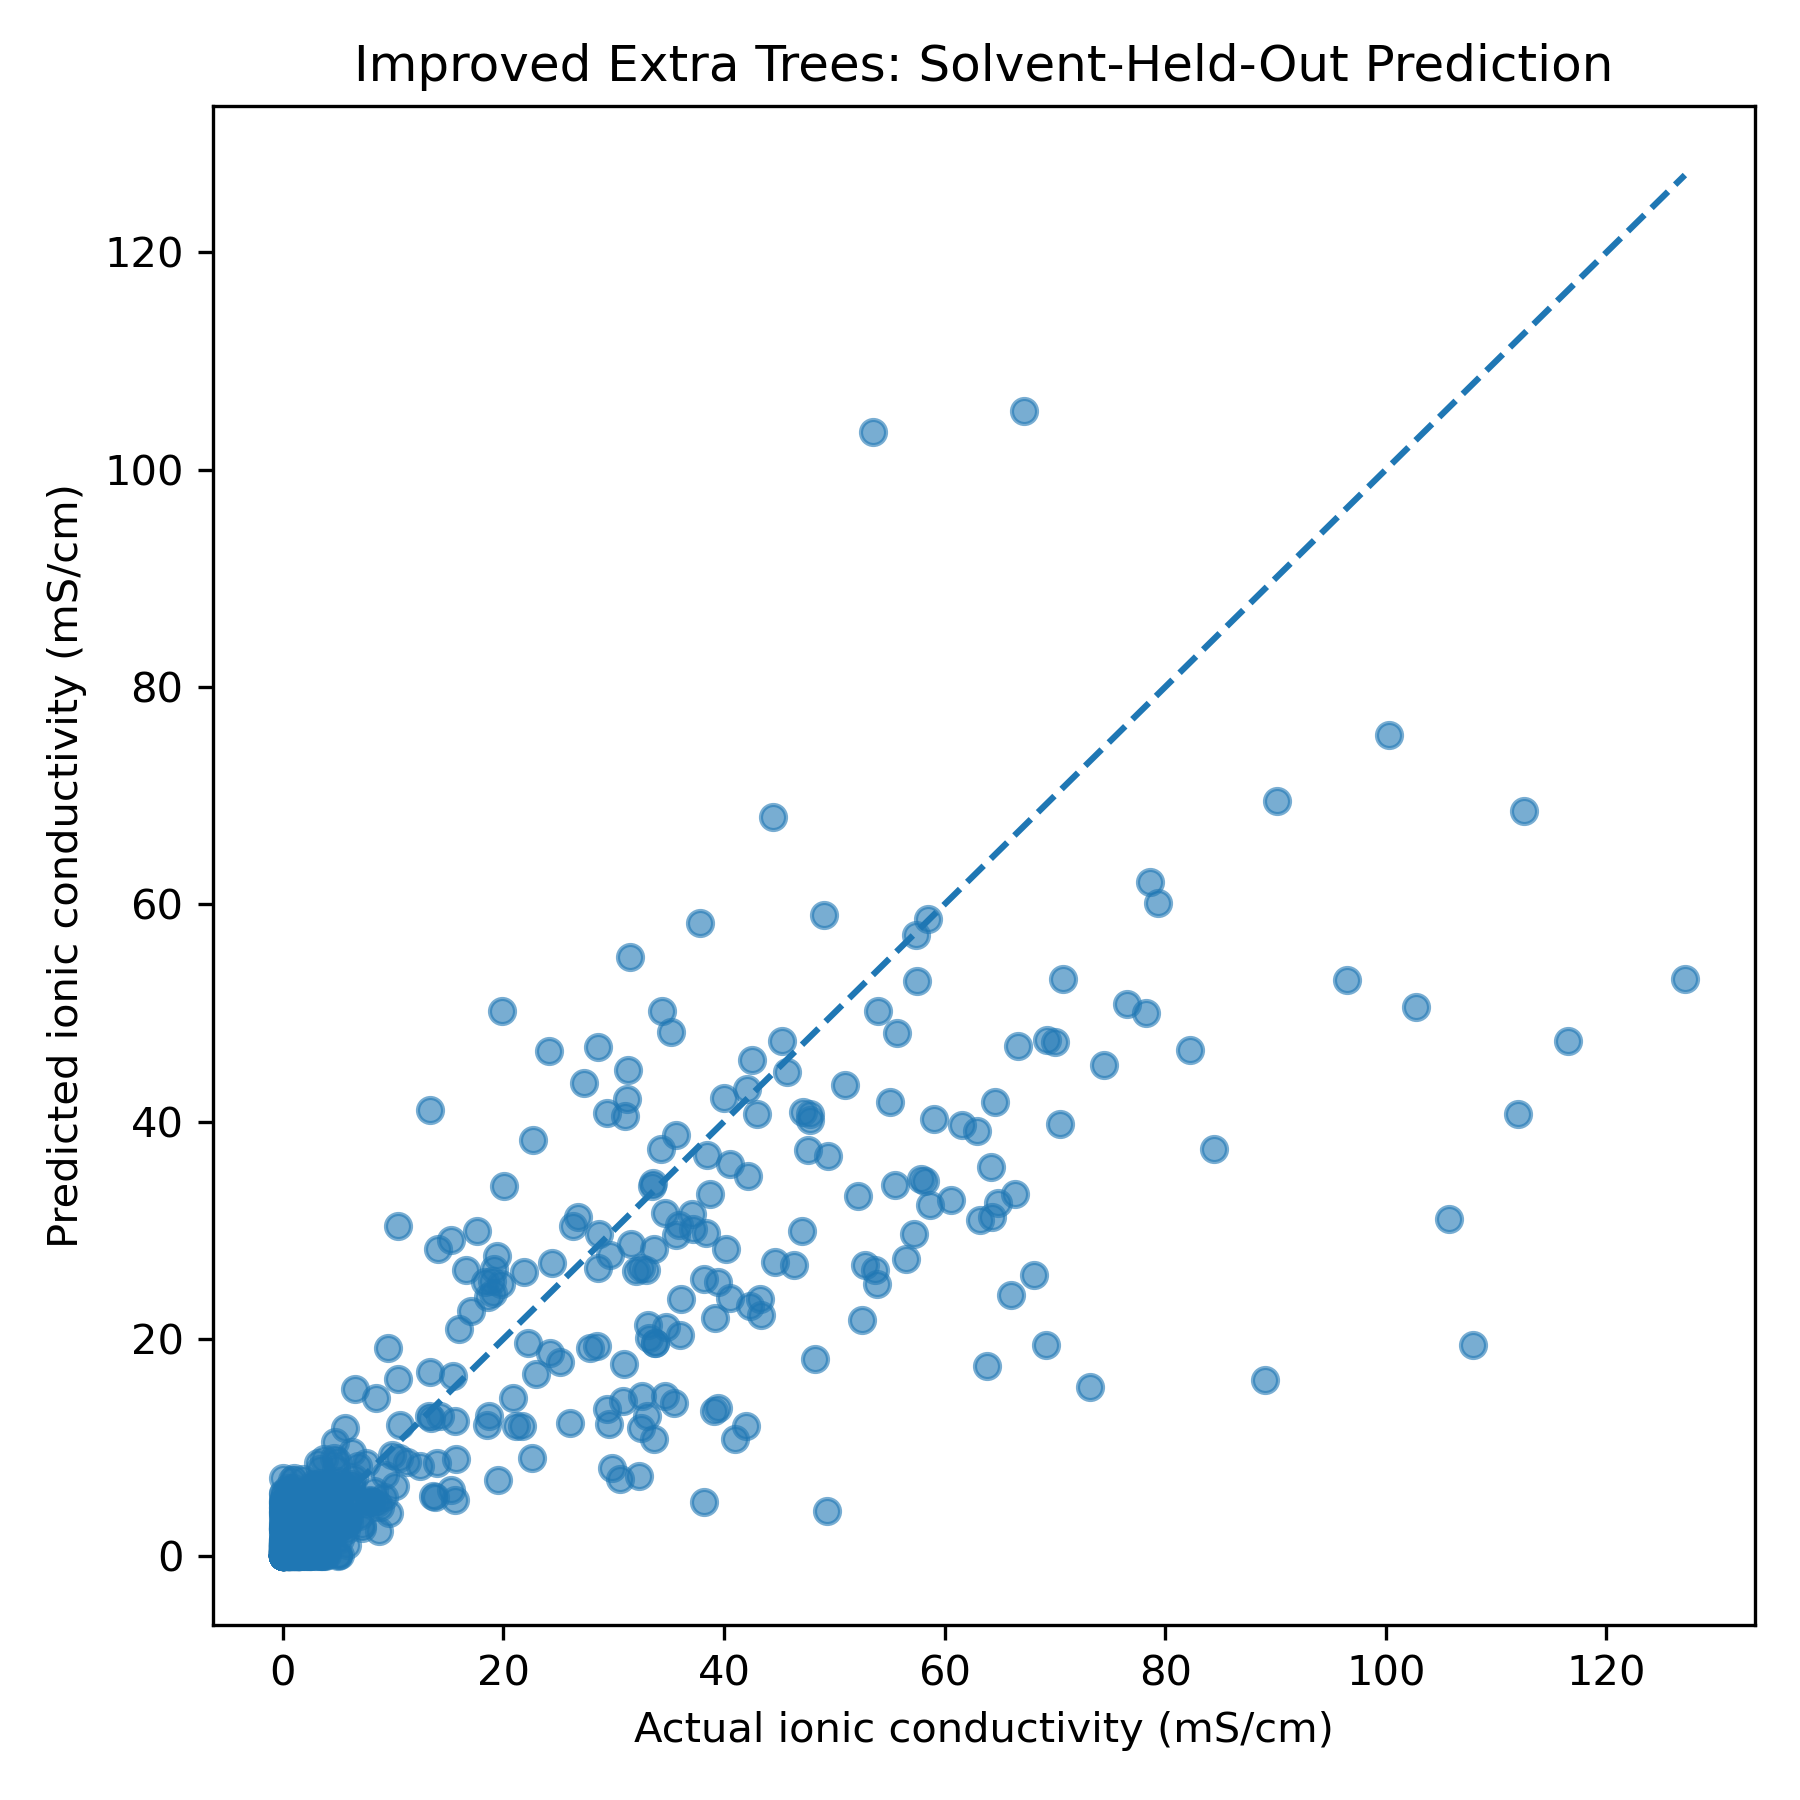 Improved Extra Trees: Solvent-Held-Out Prediction
Predicted ionic conductivity (mS/cm)
120
100
80
60
40
20
0
0 20 40 60 80 100 120
Actual ionic conductivity (mS/cm)